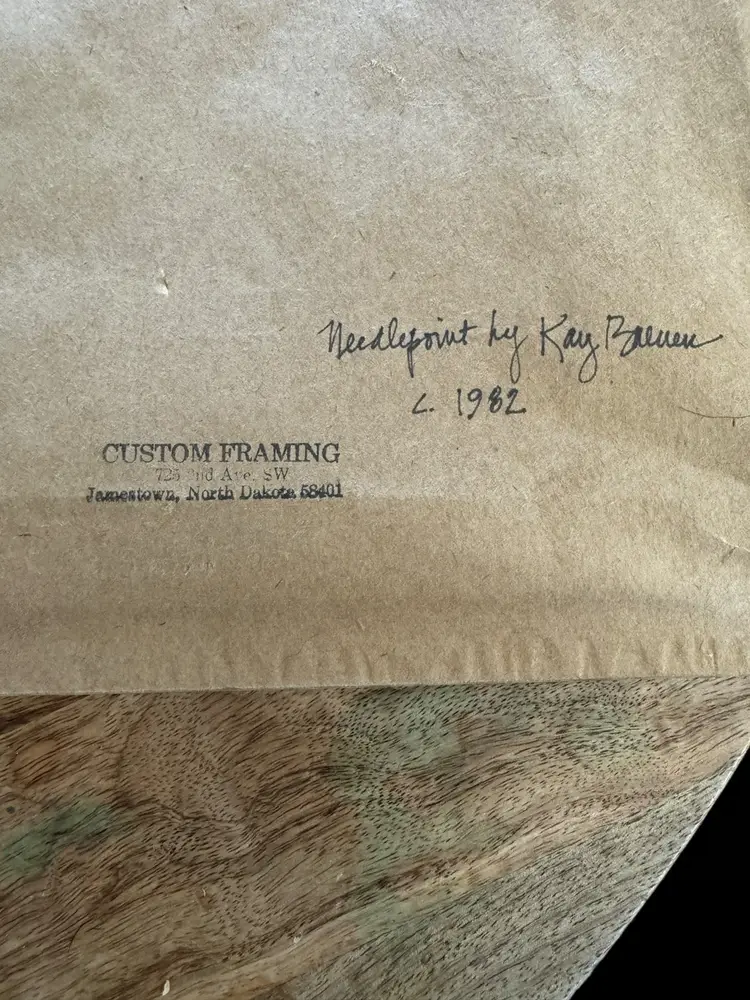 Needlepoint by Kay
c. 1982
CUSTOM FRAMING
725 2nd Ave. SW
Jamestown, North Dakota 58401